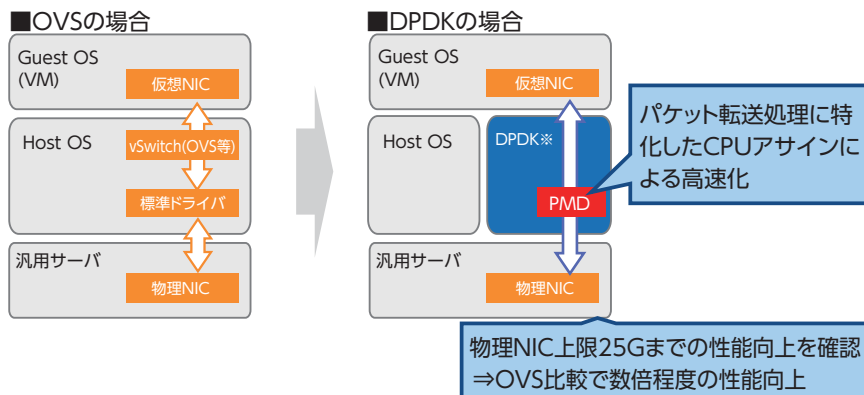 ■OVSの場合
Guest OS
(VM)
仮想NIC
Host OS
vSwitch(OVS等)
標準ドライバ
汎用サーバ
物理NIC
■DPDKの場合
Guest OS
(VM)
仮想NIC
Host OS
DPDK※
PMD
汎用サーバ
物理NIC
パケット転送処理に特
化したCPUアサインに
よる高速化
物理NIC上限25Gまでの性能向上を確認
⇒OVS比較で数倍程度の性能向上